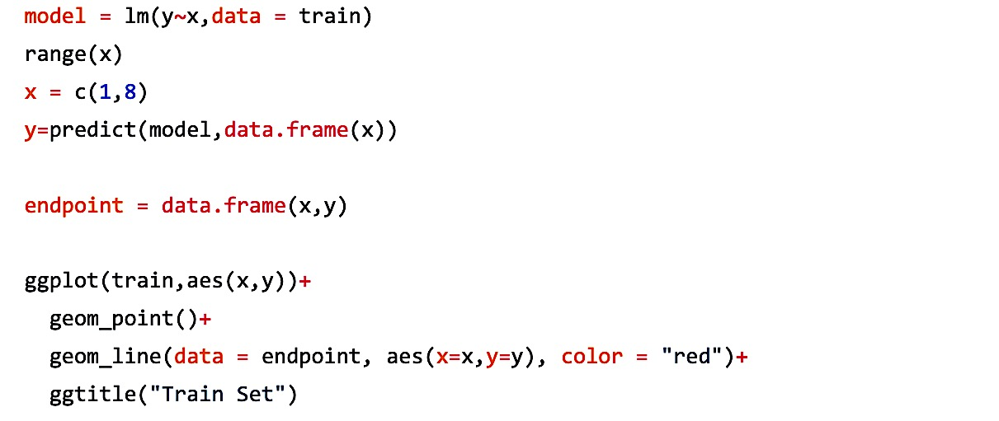 model = lm(y~x,data = train)
range(x)
x = c(1,8)
y=predict(model,data.frame(x))
endpoint = data.frame(x,y)
ggplot(train,aes(x,y))+
  geom_point()+
  geom_line(data = endpoint, aes(x=x,y=y), color = "red")+
  ggtitle("Train Set")